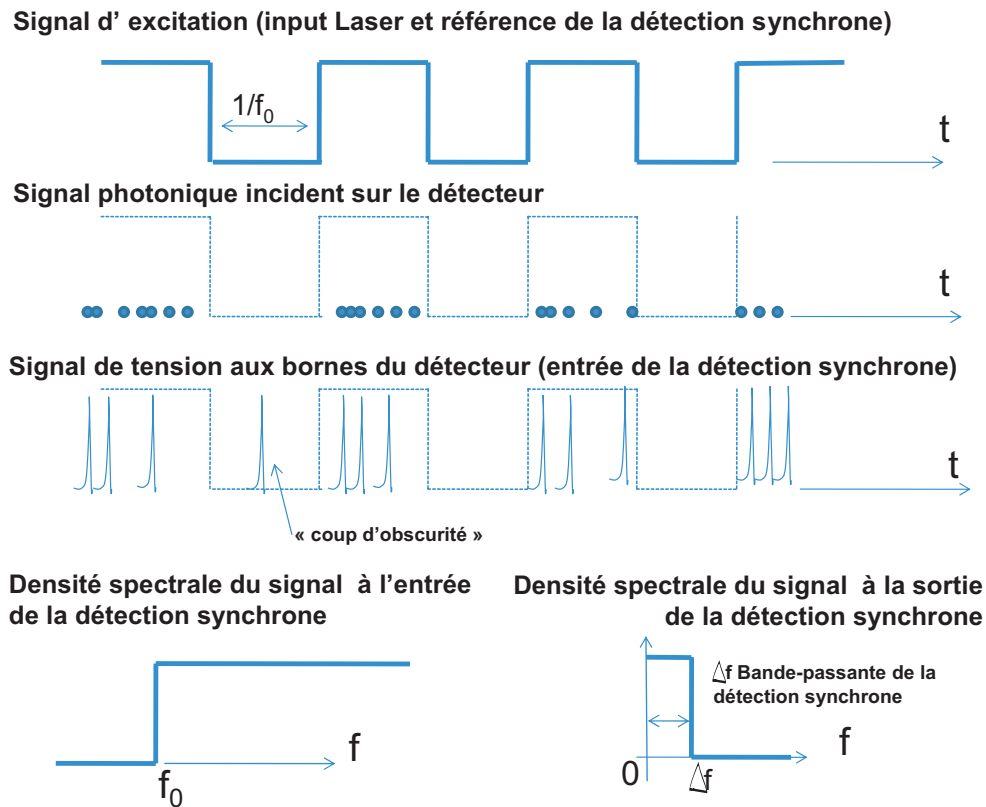 Signal d’ excitation (input Laser et référence de la détection synchrone)
1/f0
t
Signal photonique incident sur le détecteur
t
Signal de tension aux bornes du détecteur (entrée de la détection synchrone)
t
« coup d’obscurité »
Densité spectrale du signal à l’entrée
de la détection synchrone
f
f0
Densité spectrale du signal à la sortie
de la détection synchrone
Δf Bande-passante de la
détection synchrone
f
0
Δf